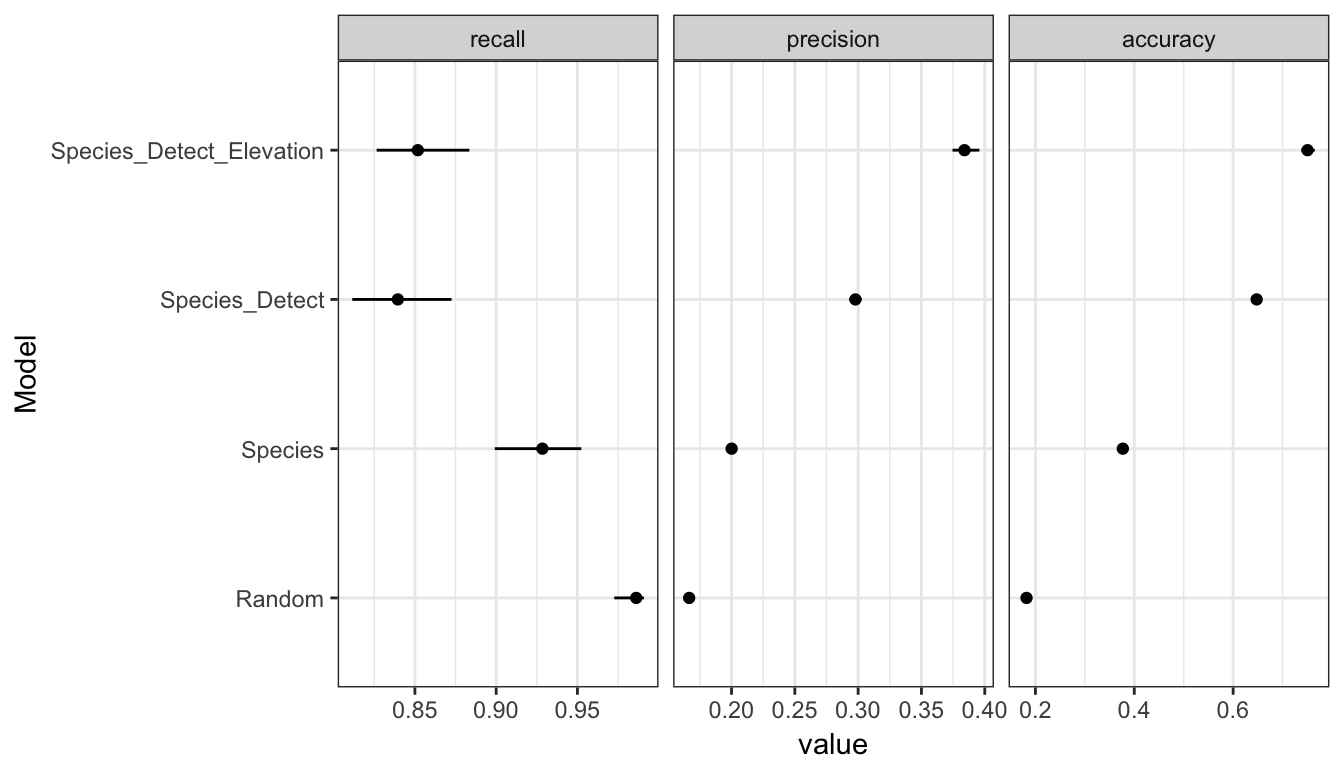 recall precision accuracy
Species_Detect_Elevation
Species_Detect
Species
Random
Model
0.85 0.90 0.95 0.20 0.25 0.30 0.35 0.40 0.2 0.4 0.6
value